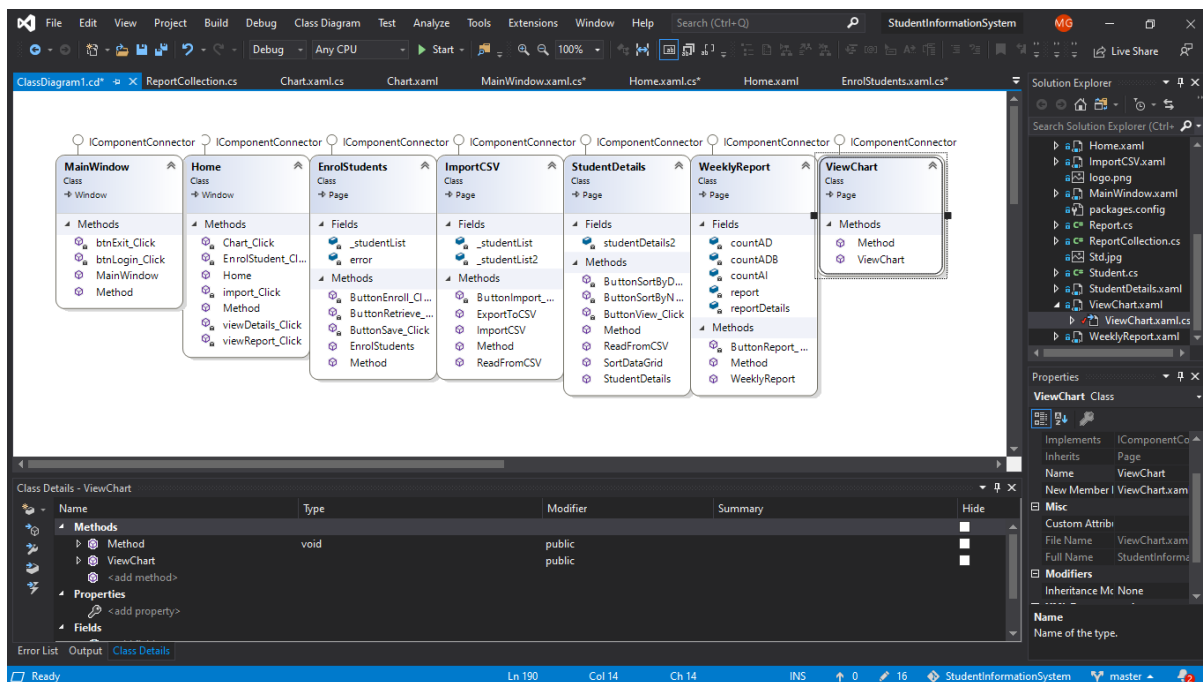 File Edit View Project Build Debug Class Diagram Test Analyze Tools Extensions Window Help Search (Ctrl+Q) StudentInformationSystem MG
Debug Any CPU Start 100% Live Share
ClassDiagram1.cd* ReportCollection.cs Chart.xaml.cs Chart.xaml MainWindow.xaml.cs* Home.xaml.cs* Home.xaml EnrolStudents.xaml.cs*
IComponentConnector IComponentConnector IComponentConnector IComponentConnector IComponentConnector IComponentConnector IComponentConnector
MainWindow
Class
Window
Methods
btnExit_Click
btnLogin_Click
MainWindow
Method
Home
Class
Window
Methods
Chart_Click
EnrolStudent_Cl...
Home
import_Click
Method
viewDetails_Click
viewReport_Click
EnrolStudents
Class
Page
Fields
_studentList
error
Methods
ButtonEnroll_Cl...
ButtonRetrieve_...
ButtonSave_Click
EnrolStudents
Method
ImportCSV
Class
Page
Fields
_studentList
_studentList2
Methods
ButtonImport_...
ExportToCSV
ImportCSV
Method
ReadFromCSV
StudentDetails
Class
Page
Fields
studentDetails2
Methods
ButtonSortByD...
ButtonSortByN...
ButtonView_Click
Method
ReadFromCSV
SortDataGrid
StudentDetails
WeeklyReport
Class
Page
Fields
countAD
countADB
countAI
report
reportDetails
Methods
ButtonReport_...
Method
WeeklyReport
ViewChart
Class
Page
Methods
Method
ViewChart
Solution Explorer
Search Solution Explorer (Ctrl+
Home.xaml
ImportCSV.xaml
logo.png
MainWindow.xaml
packages.config
Report.cs
ReportCollection.cs
Std.jpg
Student.cs
StudentDetails.xaml
ViewChart.xaml
ViewChart.xaml.cs
WeeklyReport.xaml
Properties
ViewChart Class
Implements IComponentCo
Inherits Page
Name ViewChart
New Member l ViewChart.xam
Misc
Custom Attribu
File Name ViewChart.xam
Full Name StudentInforma
Modifiers
Inheritance Mc None
Name
Name of the type.
Class Details - ViewChart
Name Type Modifier Summary Hide
Methods
Method void public
ViewChart public
<add method>
Properties
<add property>
Fields
Error List Output Class Details
Ready Ln 190 Col 14 Ch 14 INS 0 16 StudentInformationSystem master 2